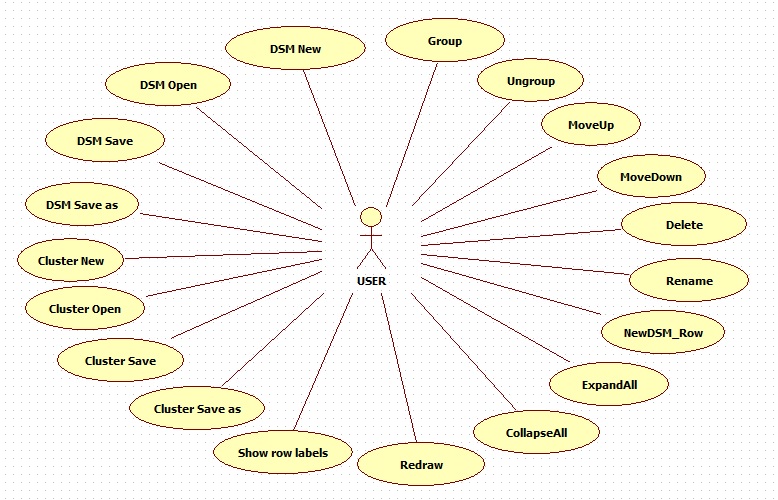 Group
DSM New
Ungroup
DSM Open
MoveUp
DSM Save
MoveDown
DSM Save as
Delete
Cluster New
USER
Rename
Cluster Open
NewDSM_Row
Cluster Save
ExpandAll
Cluster Save as
CollapseAll
Show row labels
Redraw